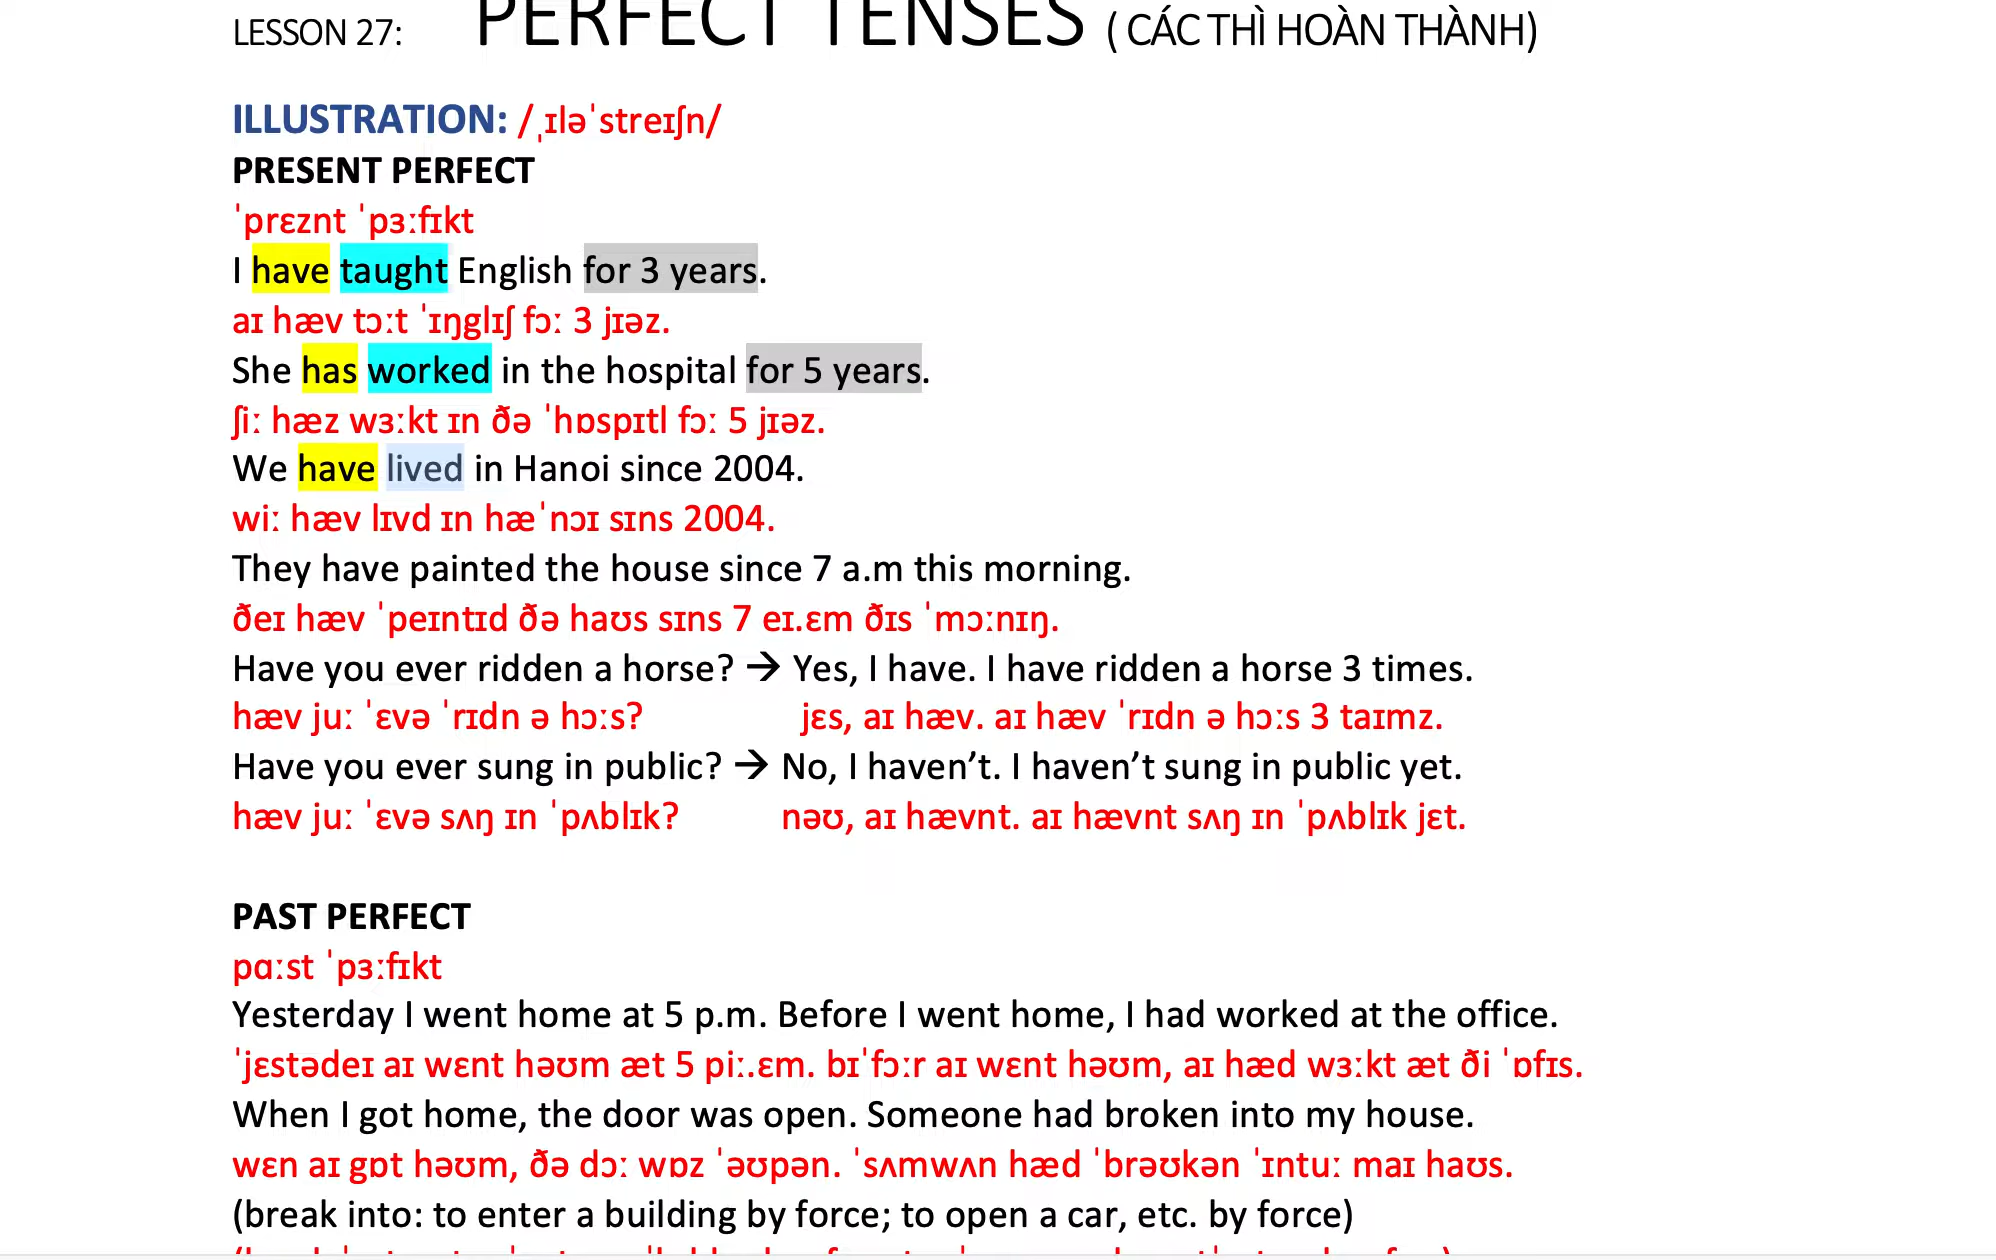 LESSON 27: PERFECT TENSES ( CÁC THÌ HOÀN THÀNH)
ILLUSTRATION: /ˌɪləˈstreɪʃn/
PRESENT PERFECT
ˈprɛznt ˈpɜːfɪkt
I have taught English for 3 years.
aɪ hæv tɔːt ˈɪŋglɪʃ fɔː 3 jɪəz.
She has worked in the hospital for 5 years.
ʃiː hæz wɜːkt ɪn ðə ˈhɒspɪtl fɔː 5 jɪəz.
We have lived in Hanoi since 2004.
wiː hæv lɪvd ɪn hæˈnɔɪ sɪns 2004.
They have painted the house since 7 a.m this morning.
ðeɪ hæv ˈpeɪntɪd ðə haʊs sɪns 7 eɪ.ɛm ðɪs ˈmɔːnɪŋ.
Have you ever ridden a horse? → Yes, I have. I have ridden a horse 3 times.
hæv juː ˈɛvə ˈrɪdn ə hɔːs? jɛs, aɪ hæv. aɪ hæv ˈrɪdn ə hɔːs 3 taɪmz.
Have you ever sung in public? → No, I haven’t. I haven’t sung in public yet.
hæv juː ˈɛvə sʌŋ ɪn ˈpʌblɪk? nəʊ, aɪ hævnt. aɪ hævnt sʌŋ ɪn ˈpʌblɪk jɛt.
PAST PERFECT
pɑːst ˈpɜːfɪkt
Yesterday I went home at 5 p.m. Before I went home, I had worked at the office.
ˈjɛstədeɪ aɪ wɛnt həʊm æt 5 piː.ɛm. bɪˈfɔːr aɪ wɛnt həʊm, aɪ hæd wɜːkt æt ði ˈɒfɪs.
When I got home, the door was open. Someone had broken into my house.
wɛn aɪ gɒt həʊm, ðə dɔː wɒz ˈəʊpən. ˈsʌmwʌn hæd ˈbrəʊkən ˈɪntuː maɪ haʊs.
(break into: to enter a building by force; to open a car, etc. by force)